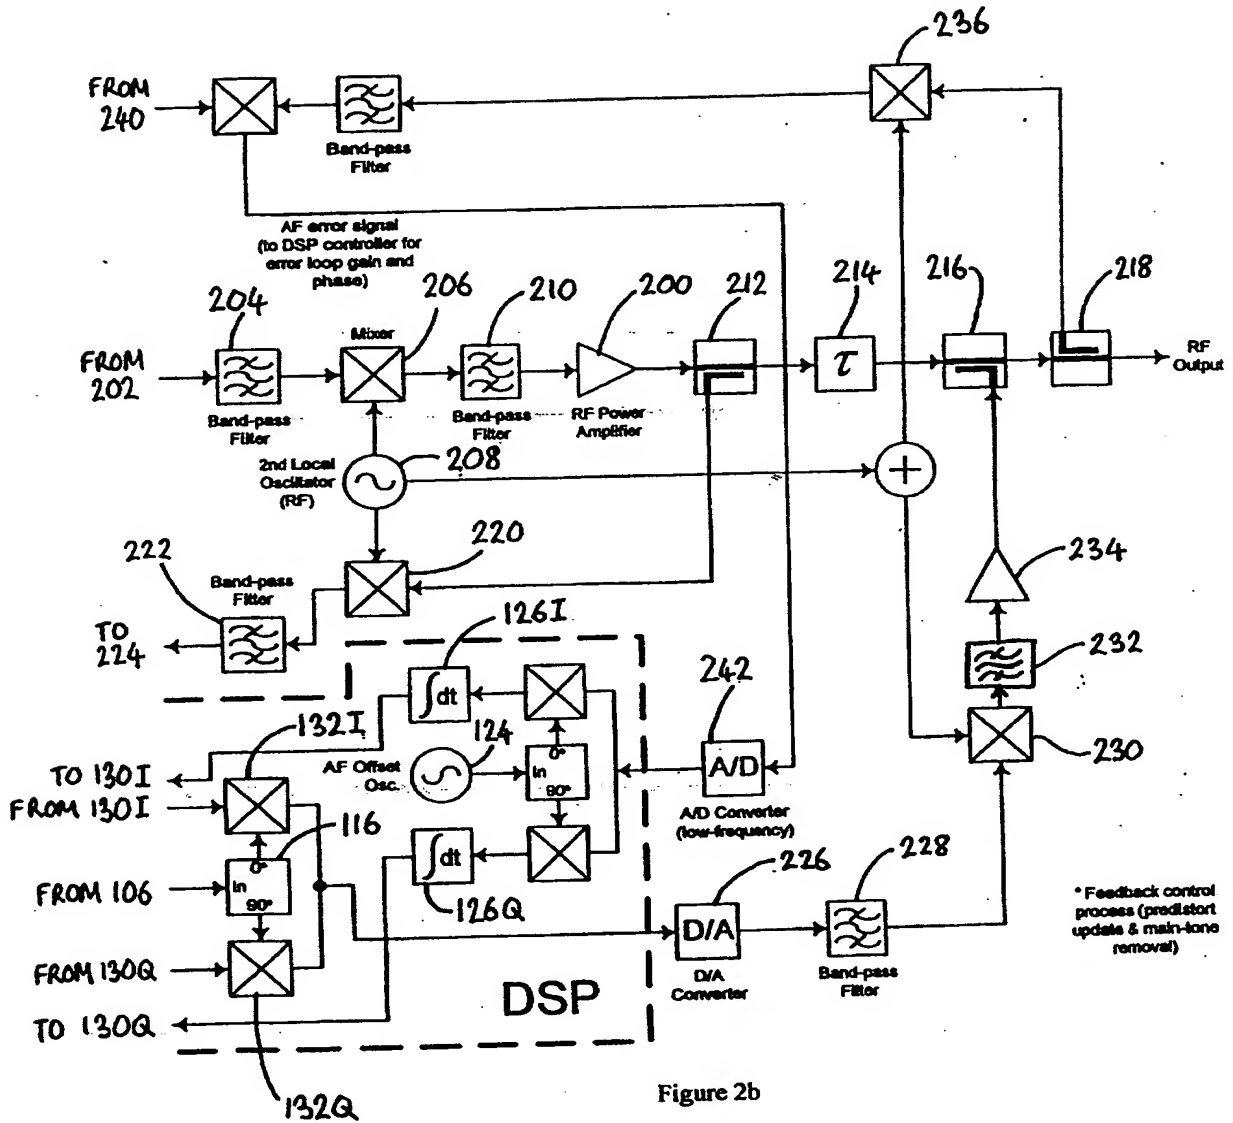 236
FROM
240
Band-pass
Filter
AF error signal
(to DSP controller for
error loop gain and
phase)
204
206
210
200
212
214
216
218
Mixer
FROM
202
τ
RF
Output
Band-pass
Filter
Band-pass
Filter
RF Power
Amplifier
2nd Local
Oscillator
(RF)
208
+
222
220
234
Band-pass
Filter
TO
224
126I
232
∫dt
242
132I
124
230
0°
In
90°
A/D
TO 130I
AF Offset
Osc.
FROM 130I
A/D Converter
(low-frequency)
116
∫dt
226
228
0°
In
90°
FROM 106
126Q
* Feedback control
process (predistort
update & main-tone
removal)
D/A
FROM 130Q
D/A
Converter
Band-pass
Filter
DSP
TO 130Q
132Q
Figure 2b